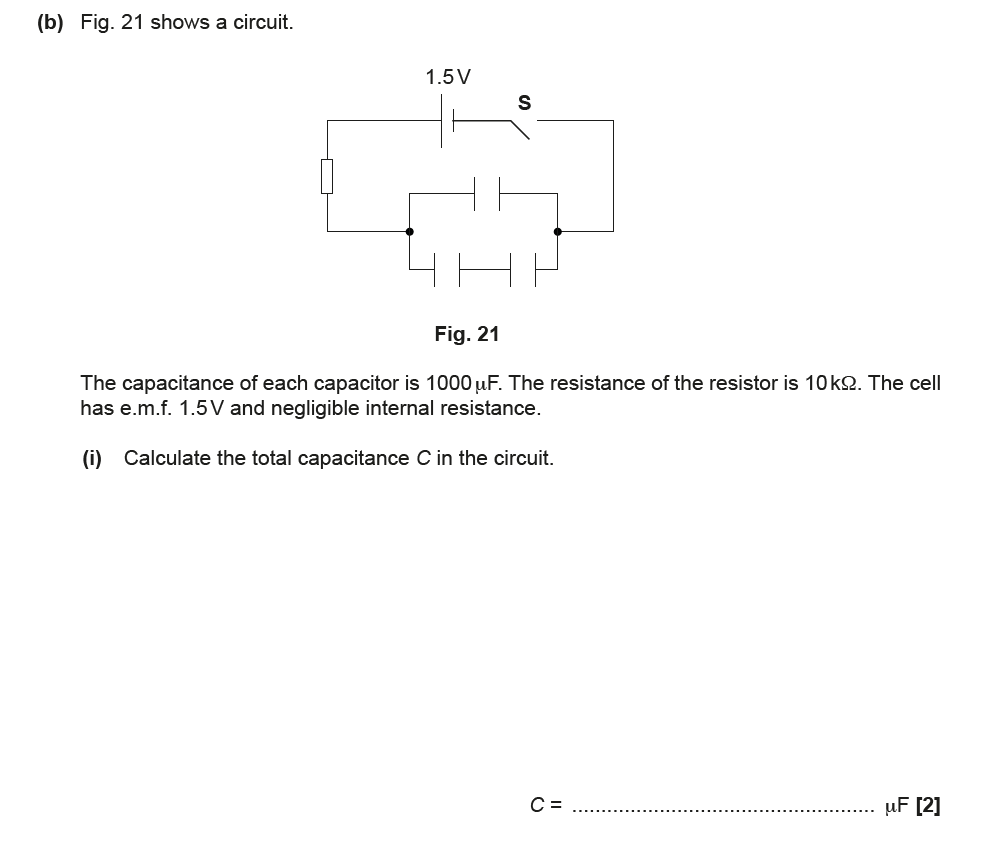 (b) Fig. 21 shows a circuit.
1.5 V
S
Fig. 21
The capacitance of each capacitor is 1000 µF. The resistance of the resistor is 10 kΩ. The cell
has e.m.f. 1.5 V and negligible internal resistance.
(i) Calculate the total capacitance C in the circuit.
C = .................................................... µF [2]